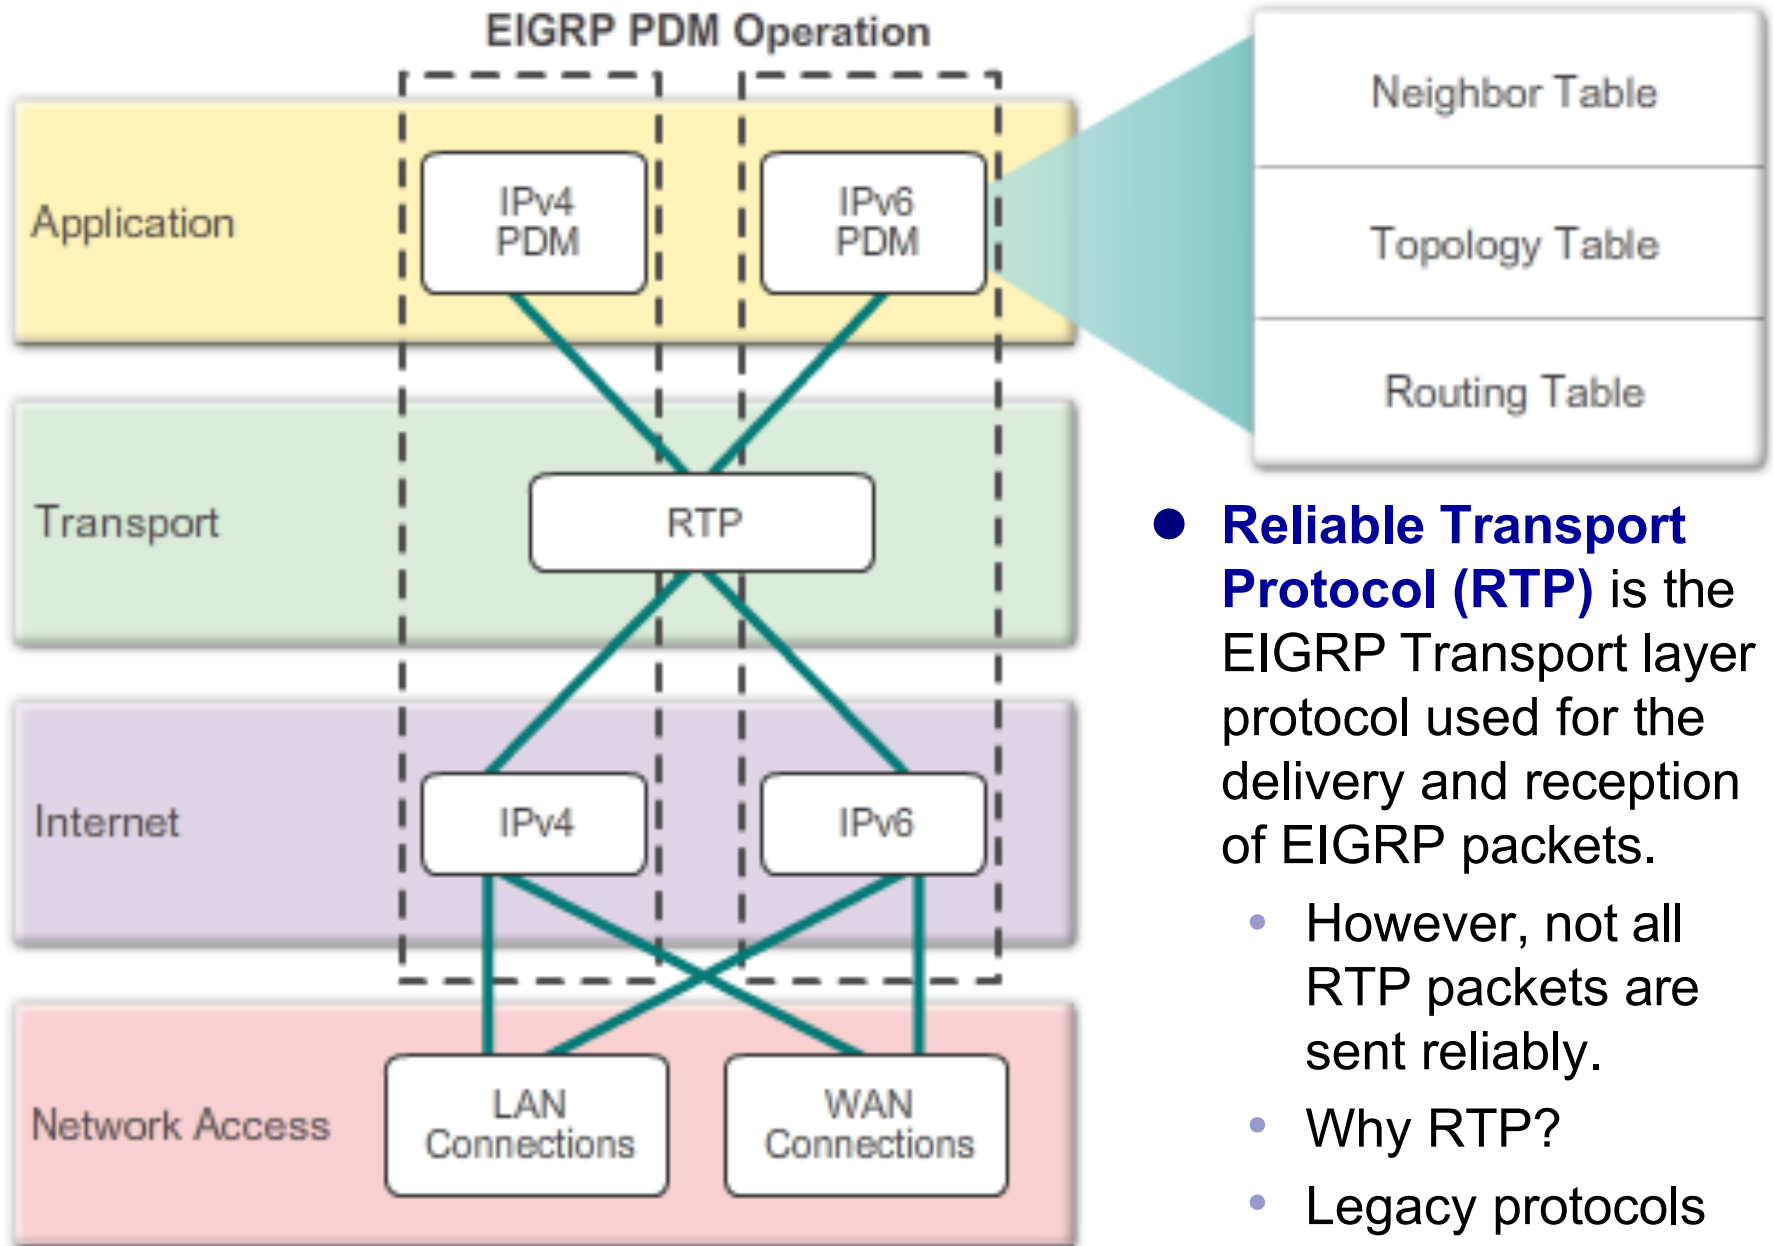 EIGRP PDM Operation
Application
IPv4
PDM
IPv6
PDM
Neighbor Table
Topology Table
Routing Table
Transport
RTP
Internet
IPv4
IPv6
Network Access
LAN
Connections
WAN
Connections
Reliable Transport
Protocol (RTP) is the
EIGRP Transport layer
protocol used for the
delivery and reception
of EIGRP packets.
However, not all
RTP packets are
sent reliably.
Why RTP?
Legacy protocols